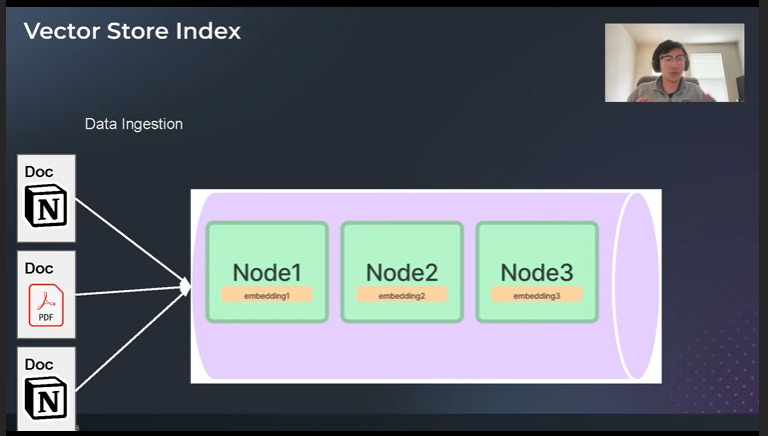 Vector Store Index
Data Ingestion
Doc
N
Doc
PDF
Doc
N
Node1
embedding1
Node2
embedding2
Node3
embedding3